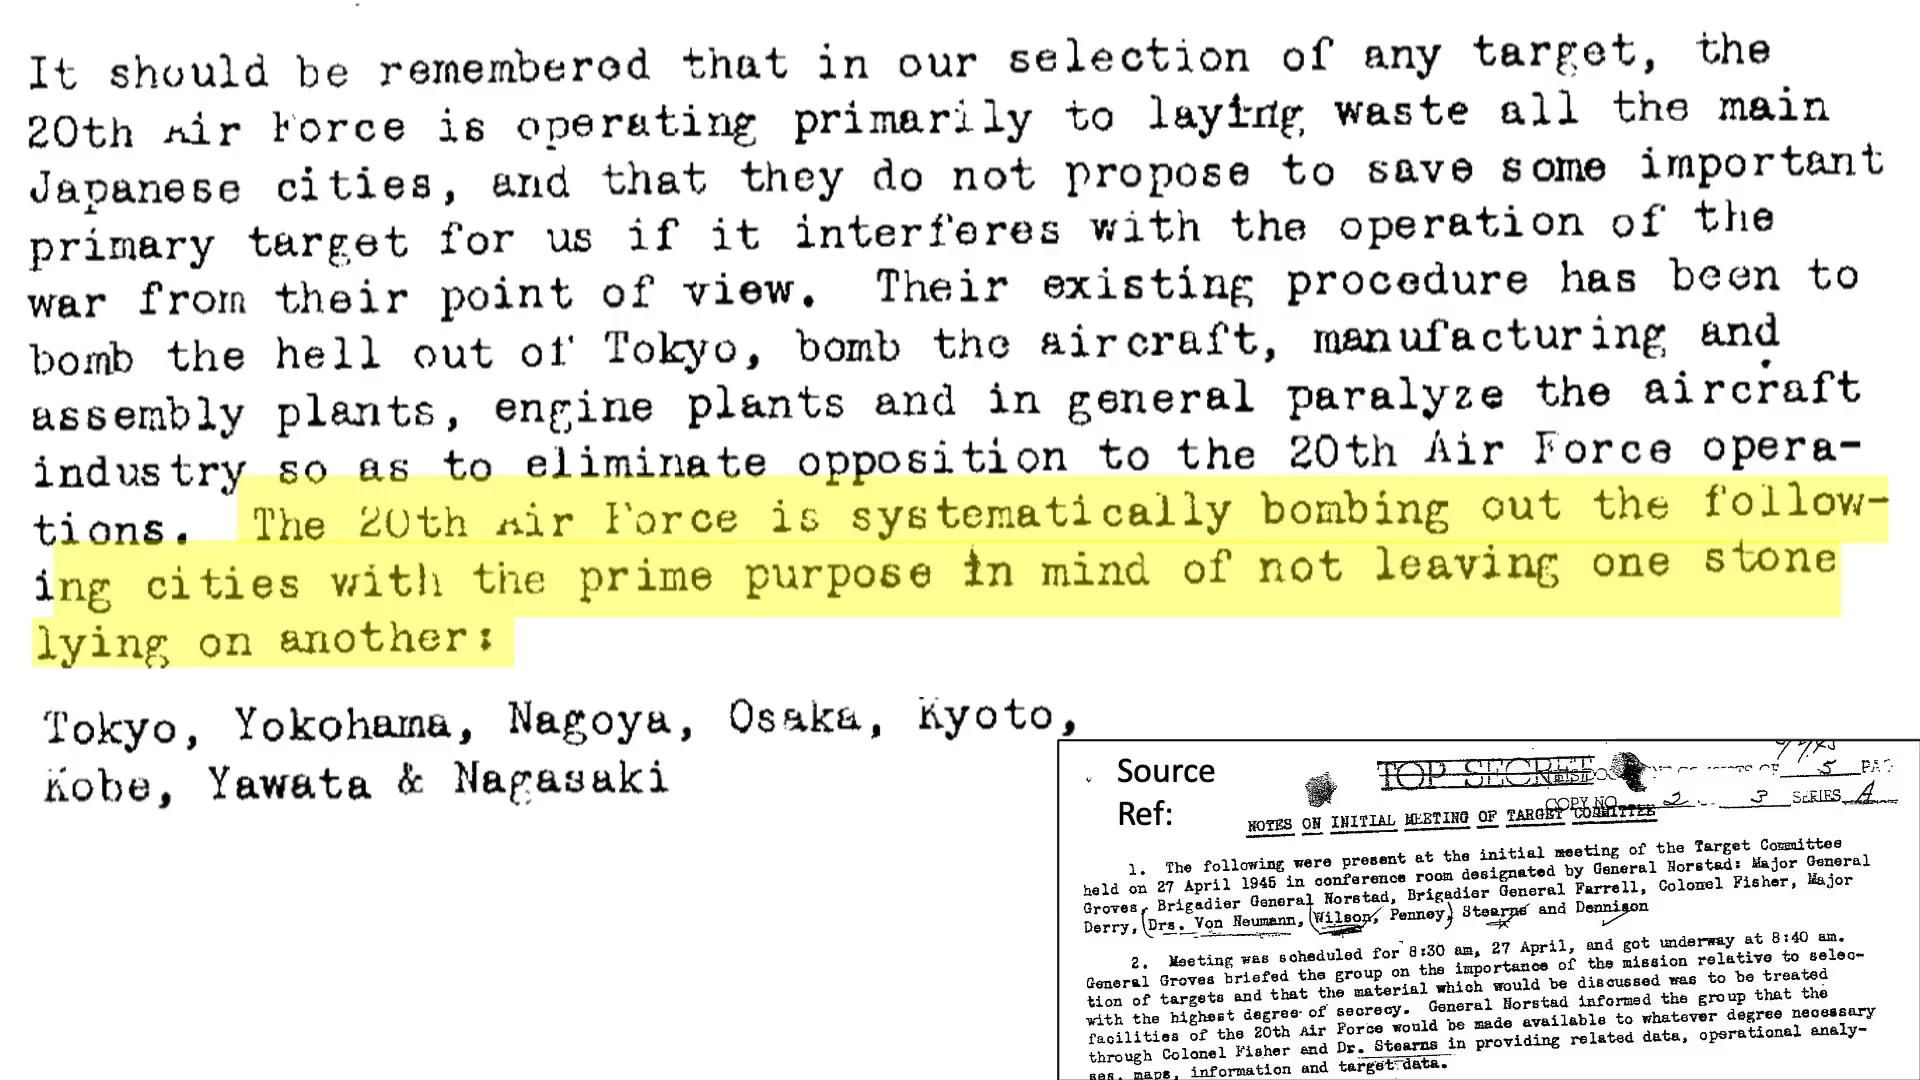 It should be remembered that in our selection of any target, the
20th Air Force is operating primarily to laying waste all the main
Japanese cities, and that they do not propose to save some important
primary target for us if it interferes with the operation of the
war from their point of view. Their existing procedure has been to
bomb the hell out of Tokyo, bomb the aircraft, manufacturing and
assembly plants, engine plants and in general paralyze the aircraft
industry so as to eliminate opposition to the 20th Air Force opera-
tions. The 20th Air Force is systematically bombing out the follow-
ing cities with the prime purpose in mind of not leaving one stone
lying on another:
Tokyo, Yokohama, Nagoya, Osaka, Kyoto,
Kobe, Yawata & Nagasaki
Source
Ref:
TOP SECRET
5 PAG
COPY NO 2 3 SERIES A
NOTES ON INITIAL MEETING OF TARGET COMMITTEE
1. The following were present at the initial meeting of the Target Committee
held on 27 April 1945 in conference room designated by General Norstad: Major General
Groves, Brigadier General Norstad, Brigadier General Farrell, Colonel Fisher, Major
Derry, Drs. Von Neumann, Wilson, Penney, Stearns and Dennison
2. Meeting was scheduled for 8:30 am, 27 April, and got underway at 8:40 am.
General Groves briefed the group on the importance of the mission relative to selec-
tion of targets and that the material which would be discussed was to be treated
with the highest degree of secrecy. General Norstad informed the group that the
facilities of the 20th Air Force would be made available to whatever degree necessary
through Colonel Fisher and Dr. Stearns in providing related data, operational analy-
ses, maps, information and target data.